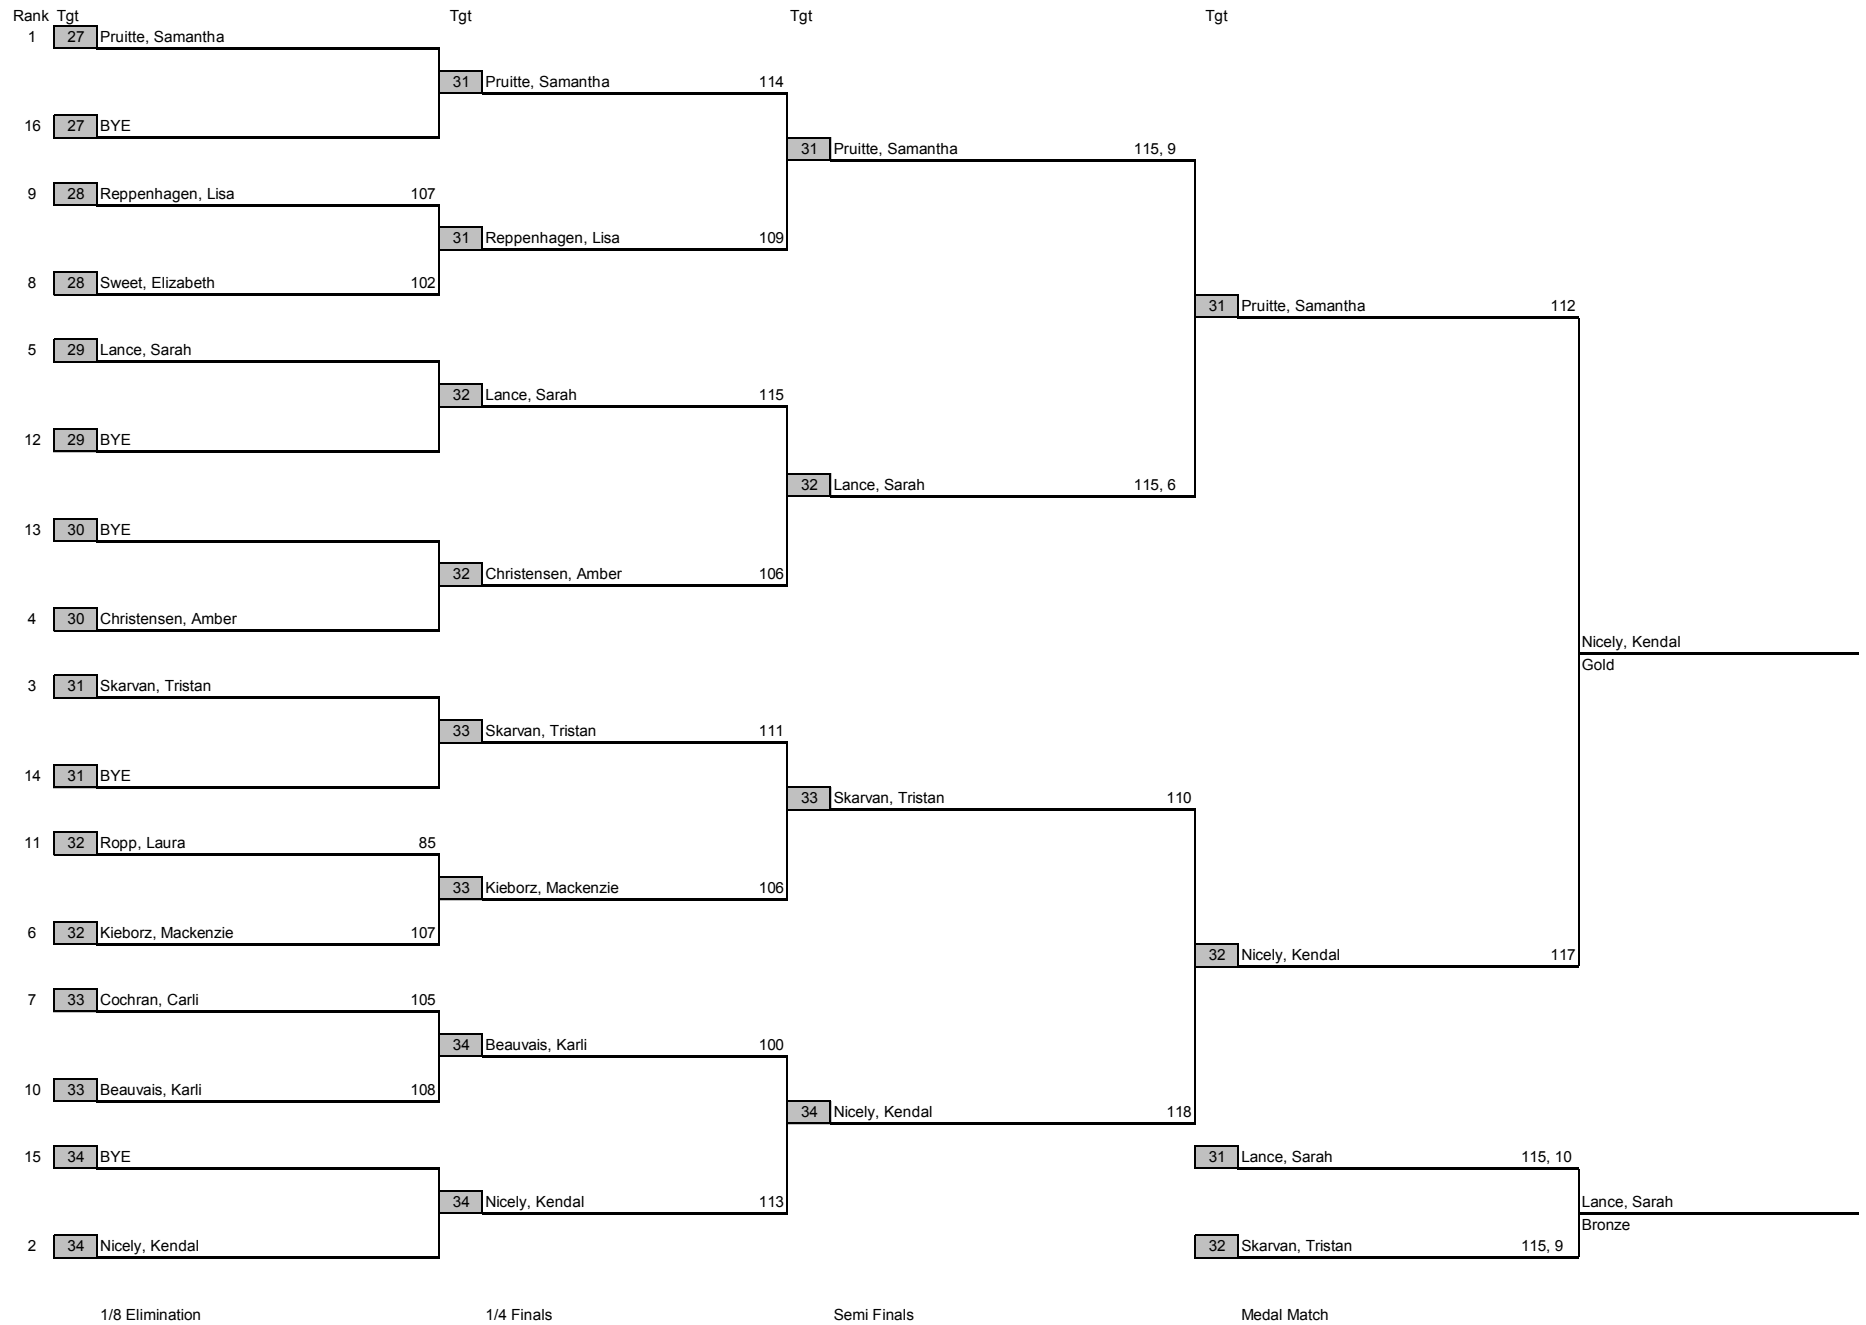 Rank Tgt Tgt Tgt Tgt
1 27 Pruitte, Samantha
31 Pruitte, Samantha 114
16 27 BYE
31 Pruitte, Samantha 115, 9
9 28 Reppenhagen, Lisa 107
31 Reppenhagen, Lisa 109
8 28 Sweet, Elizabeth 102
31 Pruitte, Samantha 112
5 29 Lance, Sarah
32 Lance, Sarah 115
12 29 BYE
32 Lance, Sarah 115, 6
13 30 BYE
32 Christensen, Amber 106
4 30 Christensen, Amber
Nicely, Kendal
Gold
3 31 Skarvan, Tristan
33 Skarvan, Tristan 111
14 31 BYE
33 Skarvan, Tristan 110
11 32 Ropp, Laura 85
33 Kieborz, Mackenzie 106
6 32 Kieborz, Mackenzie 107
32 Nicely, Kendal 117
7 33 Cochran, Carli 105
34 Beauvais, Karli 100
10 33 Beauvais, Karli 108
34 Nicely, Kendal 118
15 34 BYE
31 Lance, Sarah 115, 10
34 Nicely, Kendal 113
Lance, Sarah
Bronze
2 34 Nicely, Kendal
32 Skarvan, Tristan 115, 9
1/8 Elimination 1/4 Finals Semi Finals Medal Match